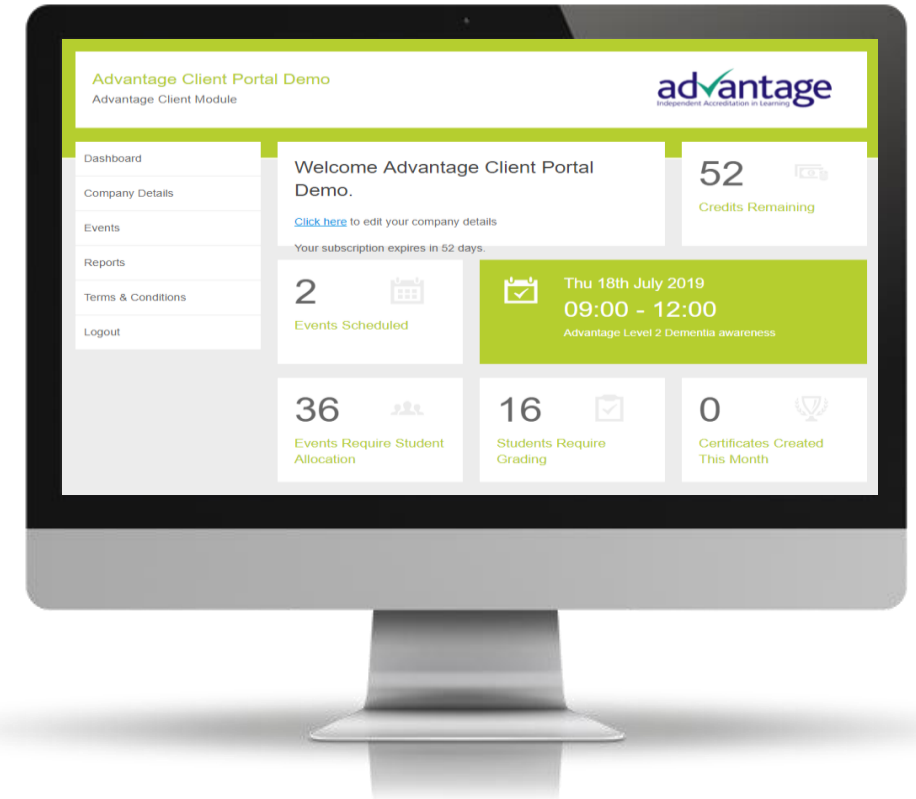 Advantage Client Portal Demo
Advantage Client Module
advantage
Independent Accreditation in Learning
Dashboard
Company Details
Events
Reports
Terms & Conditions
Logout
Welcome Advantage Client Portal
Demo.
Click here to edit your company details
Your subscription expires in 52 days.
52
Credits Remaining
2
Events Scheduled
Thu 18th July 2019
09:00 - 12:00
Advantage Level 2 Dementia awareness
36
Events Require Student
Allocation
16
Students Require
Grading
0
Certificates Created
This Month